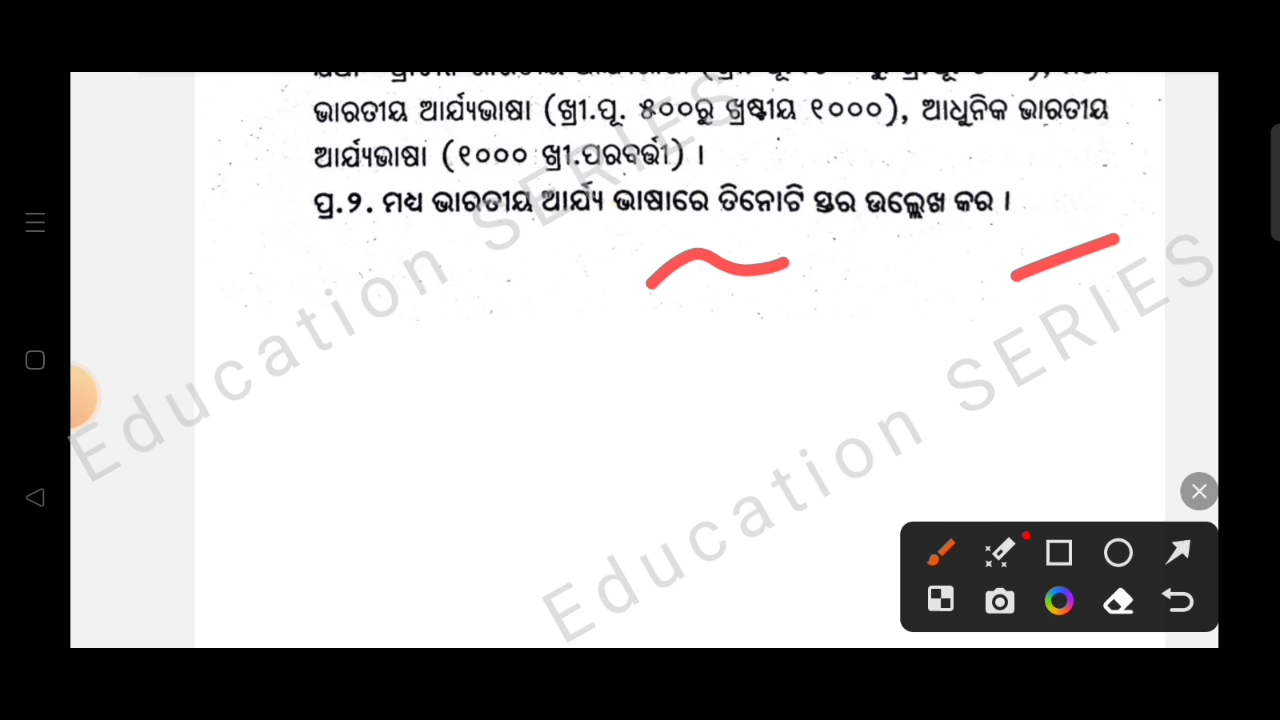 ଭାରତୀୟ ଆର୍ଯ୍ୟଭାଷା (ଖ୍ରୀ.ପୂ. ୫୦୦ରୁ ଖ୍ରଷ୍ଟୀୟ ୧୦୦୦), ଆଧୁନିକ ଭାରତୀୟ
ଆର୍ଯ୍ୟଭାଷା (୧୦୦୦ ଖ୍ରୀ.ପରବର୍ତ୍ତୀ) ।
ପ୍ର.୨. ମଧ୍ୟ ଭାରତୀୟ ଆର୍ଯ୍ୟ ଭାଷାରେ ତିନୋଟି ସ୍ତର ଉଲ୍ଲେଖ କର ।
Education SERIES
Education SERIES